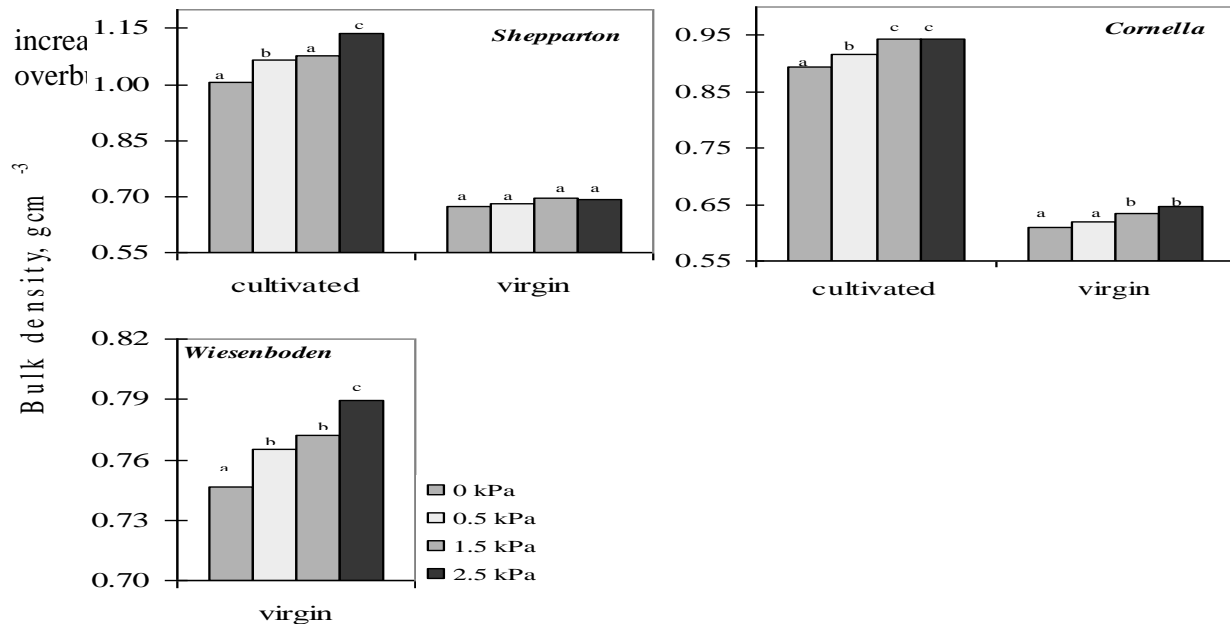 increa
overbu
Bulk density, gcm -3
1.15
1.00
0.85
0.70
0.55
Shepparton
a b a c
a a a a
cultivated virgin
0.95
0.85
0.75
0.65
0.55
Cornella
a b c c
a a b b
cultivated virgin
0.82
0.79
0.76
0.73
0.70
Wiesenboden
a b b c
virgin
0 kPa
0.5 kPa
1.5 kPa
2.5 kPa